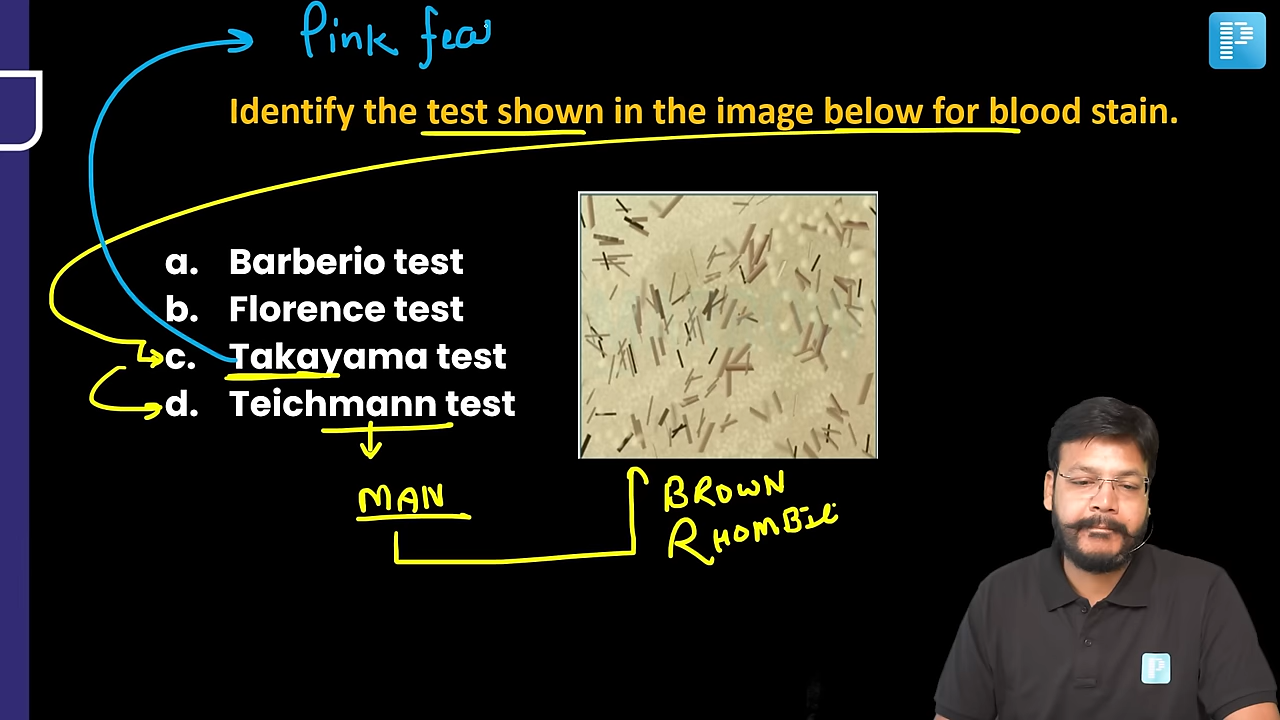 Pink
Identify the test shown in the image below for blood stain.
a. Barberio test
b. Florence test
c. Takayama test
d. Teichmann test
MAN
BROWN
RHOMBIC